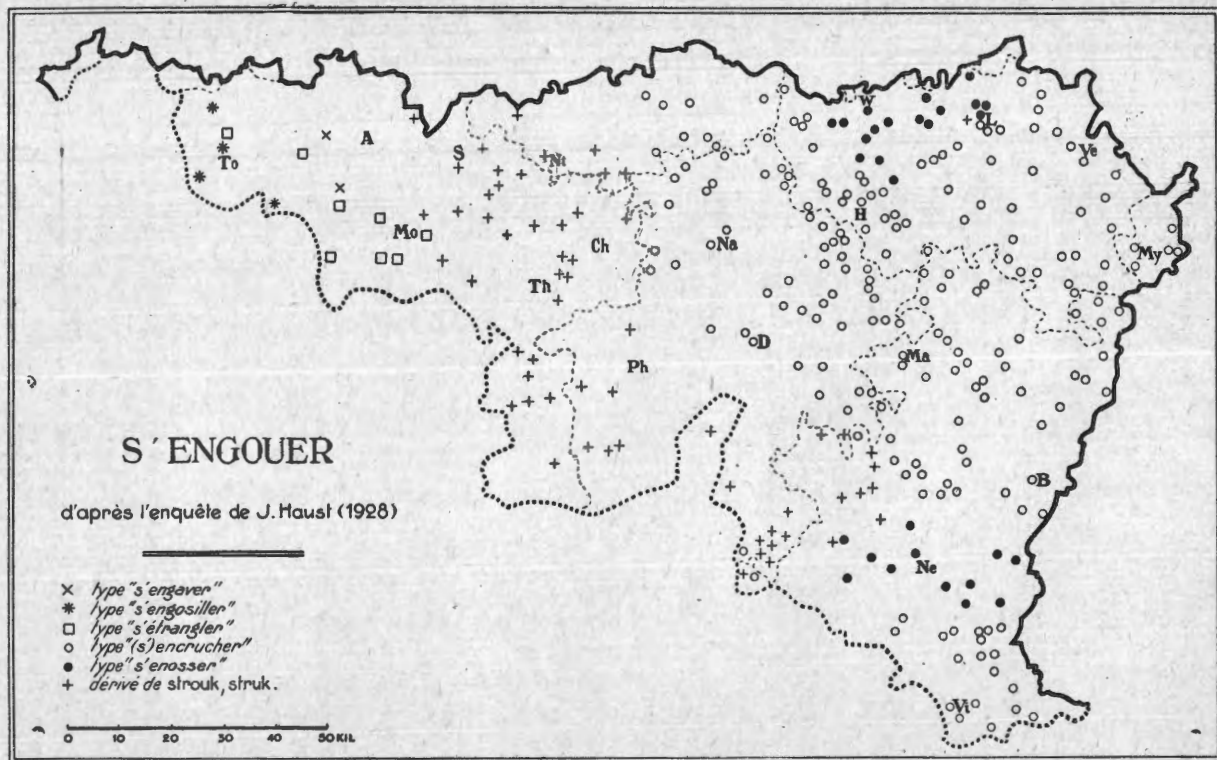 W
L
A
S
To
Nt
Ve
H
Mo
Na
Ch
My
Th
D
Ma
Ph
B
Ne
Vi
S'ENGOUER
d'après l'enquête de J. Haust (1928)
× type "s'engaver"
* type "s'engosiller"
□ type "s'étrangler"
○ type "(s')encrucher"
● type "s'enosser"
+ dérivé de strouk, struk.
0 10 20 30 40 50 KIL.